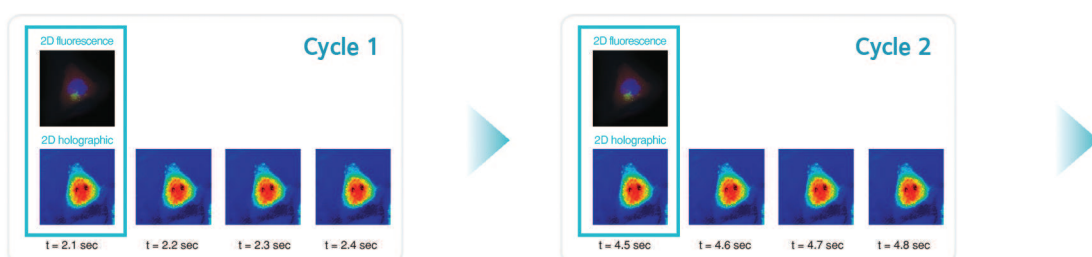 2D fluorescence
Cycle 1
2D holographic
t = 2.1 sec t = 2.2 sec t = 2.3 sec t = 2.4 sec
2D fluorescence
Cycle 2
2D holographic
t = 4.5 sec t = 4.6 sec t = 4.7 sec t = 4.8 sec